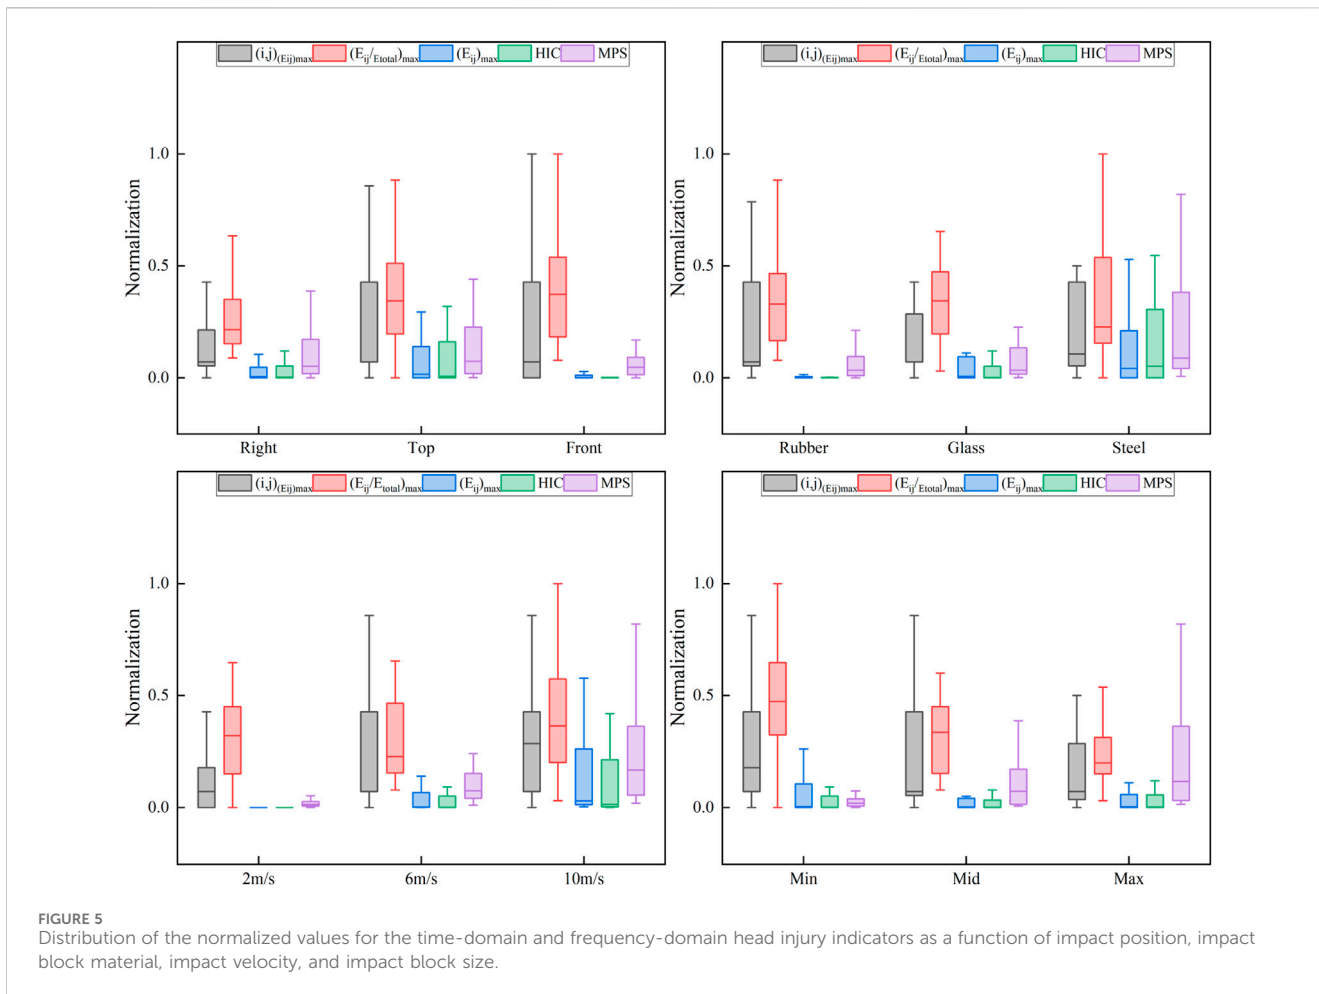 (i,j)(Eij)max (Eij/Etotal)max (Eij)max HIC MPS
Normalization
1.0
0.5
0.0
Right Top Front
(i,j)(Eij)max (Eij/Etotal)max (Eij)max HIC MPS
Normalization
1.0
0.5
0.0
Rubber Glass Steel
(i,j)(Eij)max (Eij/Etotal)max (Eij)max HIC MPS
Normalization
1.0
0.5
0.0
2m/s 6m/s 10m/s
(i,j)(Eij)max (Eij/Etotal)max (Eij)max HIC MPS
Normalization
1.0
0.5
0.0
Min Mid Max
FIGURE 5
Distribution of the normalized values for the time-domain and frequency-domain head injury indicators as a function of impact position, impact
block material, impact velocity, and impact block size.